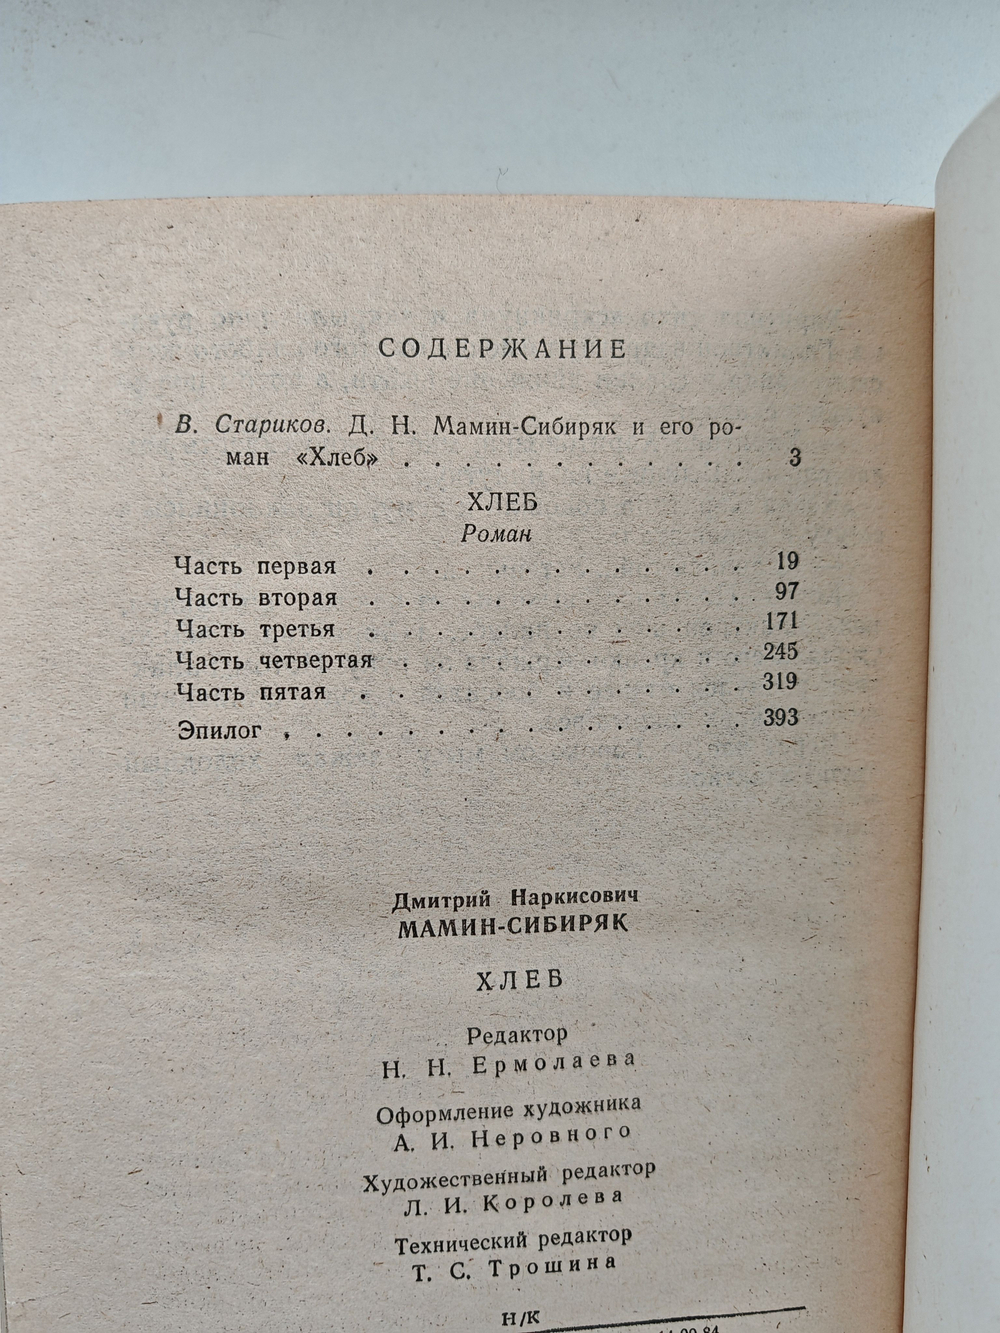 СОДЕРЖАНИЕ
В. Стариков. Д. Н. Мамин-Сибиряк и его ро-
ман «Хлеб» . . . . . . . . . . . . 3
ХЛЕБ
Роман
Часть первая . . . . . . . . . . . . . 19
Часть вторая . . . . . . . . . . . . . 97
Часть третья . . . . . . . . . . . . . 171
Часть четвертая . . . . . . . . . . . . 245
Часть пятая . . . . . . . . . . . . . 319
Эпилог . . . . . . . . . . . . . . . . 393
Дмитрий Наркисович
МАМИН-СИБИРЯК
ХЛЕБ
Редактор
Н. Н. Ермолаева
Оформление художника
А. И. Неровного
Художественный редактор
Л. И. Королева
Технический редактор
Т. С. Трошина
Н/К